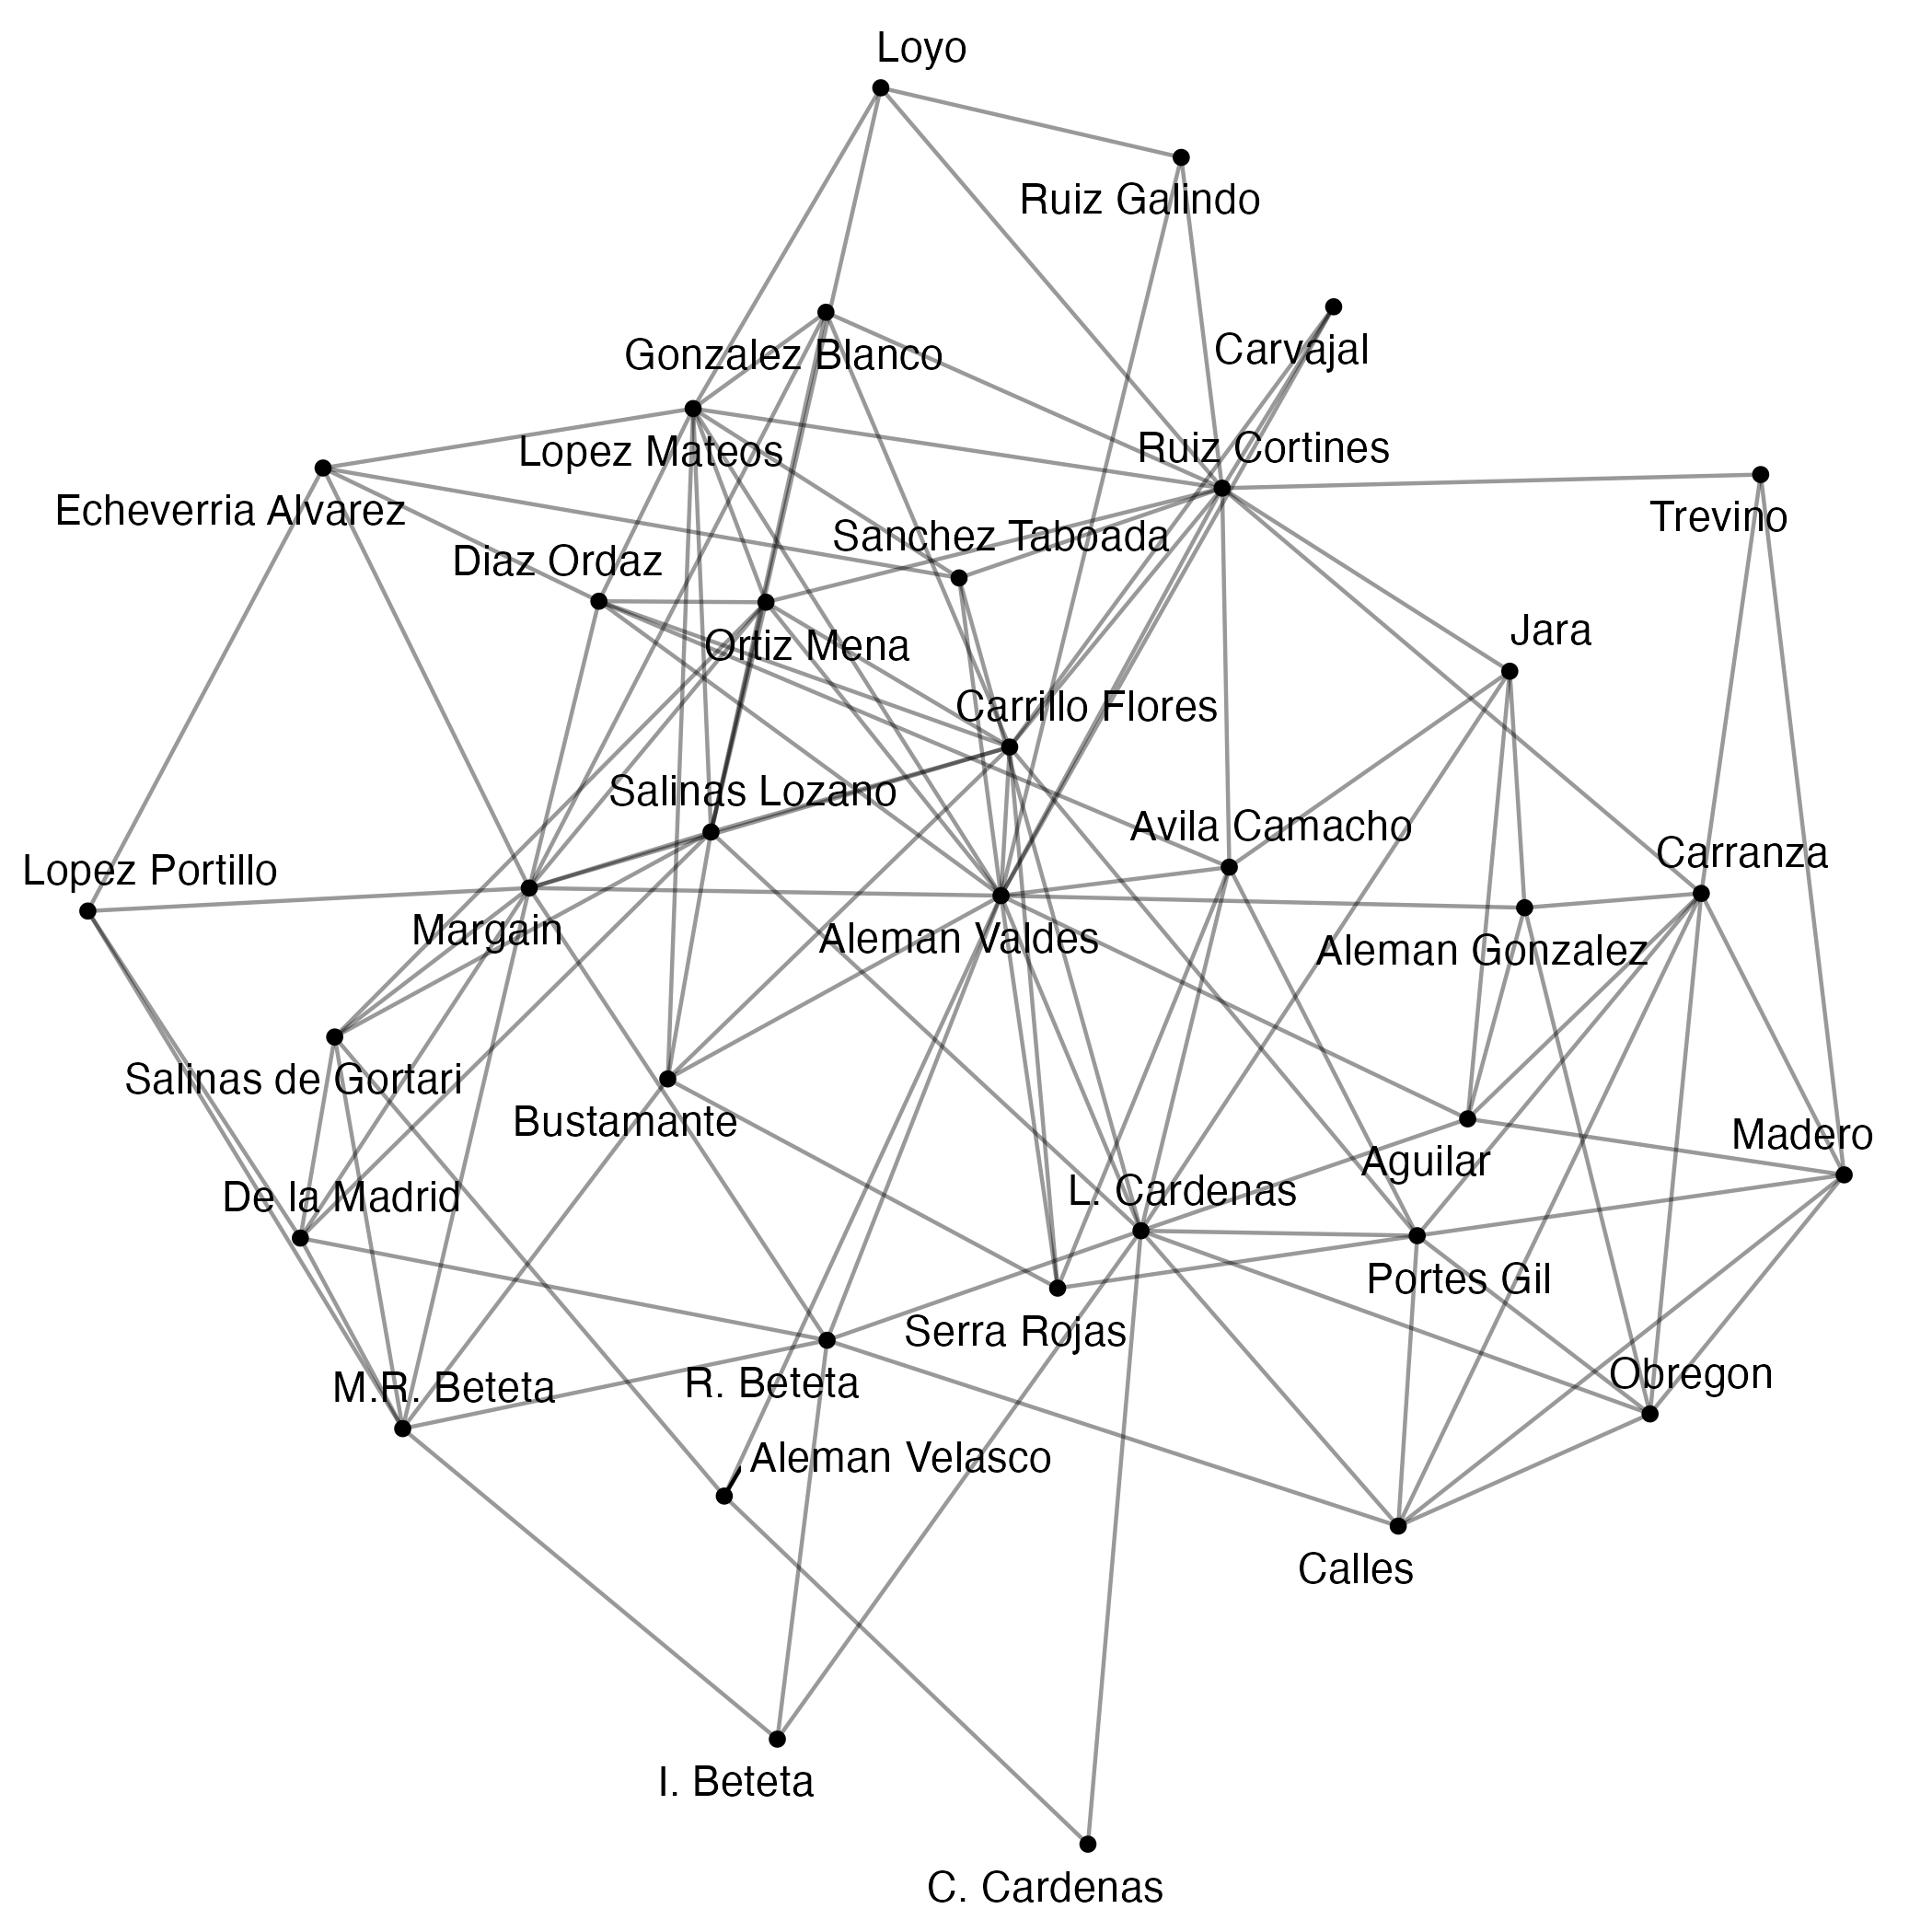 Loyo
Ruiz Galindo
Gonzalez Blanco
Carvajal
Lopez Mateos
Ruiz Cortines
Echeverria Alvarez
Trevino
Sanchez Taboada
Diaz Ordaz
Jara
Ortiz Mena
Carrillo Flores
Salinas Lozano
Avila Camacho
Carranza
Lopez Portillo
Margain
Aleman Valdes
Aleman Gonzalez
Salinas de Gortari
Bustamante
Madero
Aguilar
L. Cardenas
De la Madrid
Portes Gil
Serra Rojas
Obregon
R. Beteta
M.R. Beteta
Aleman Velasco
Calles
I. Beteta
C. Cardenas